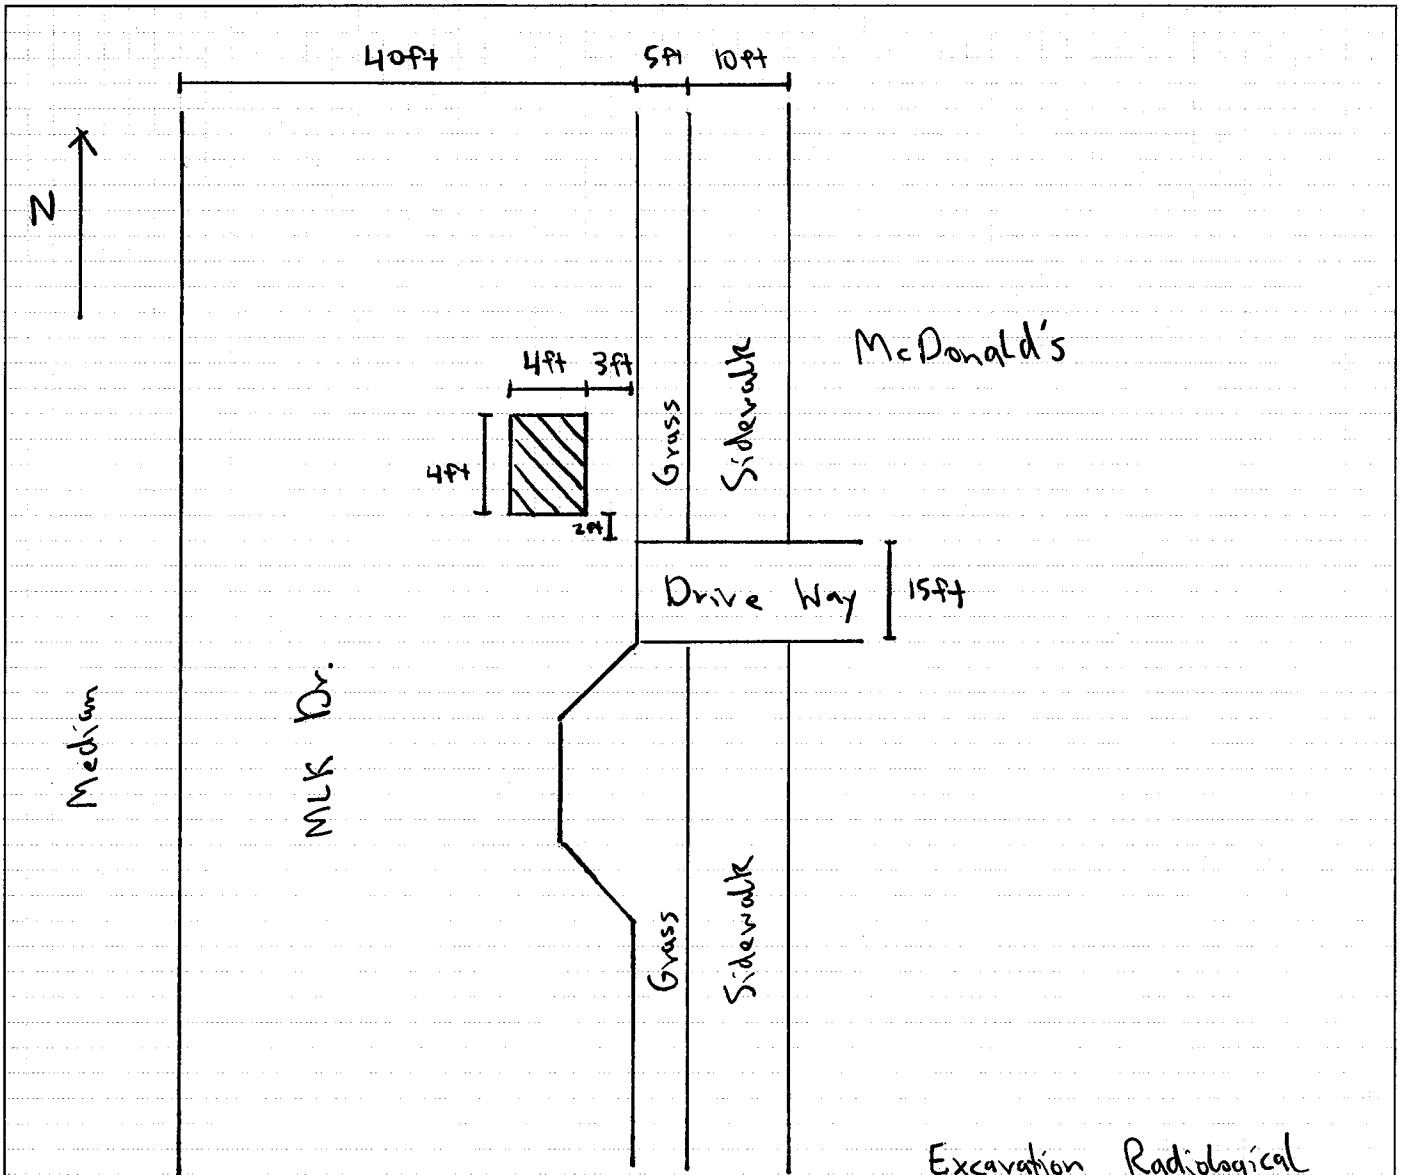 40ft 5ft 10ft
N
McDonald's
4ft 3ft
Grass
Sidewalk
4ft
2ft
Drive Way 15ft
Median
MLK Dr.
Grass
Sidewalk
Excavation Radiological